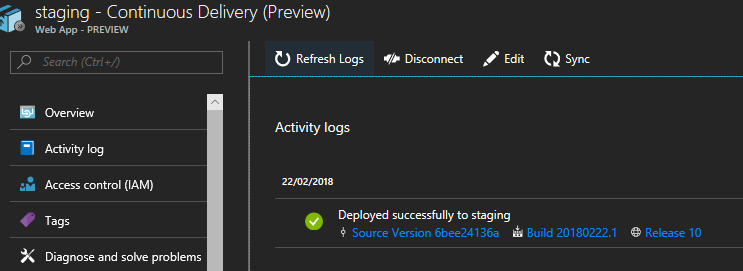 staging - Continuous Delivery (Preview)
Web App - PREVIEW
Search (Ctrl+/)
Overview
Activity log
Access control (IAM)
Tags
Diagnose and solve problems
Refresh Logs Disconnect Edit Sync
Activity logs
22/02/2018
Deployed successfully to staging
Source Version 6bee24136a Build 20180222.1 Release 10